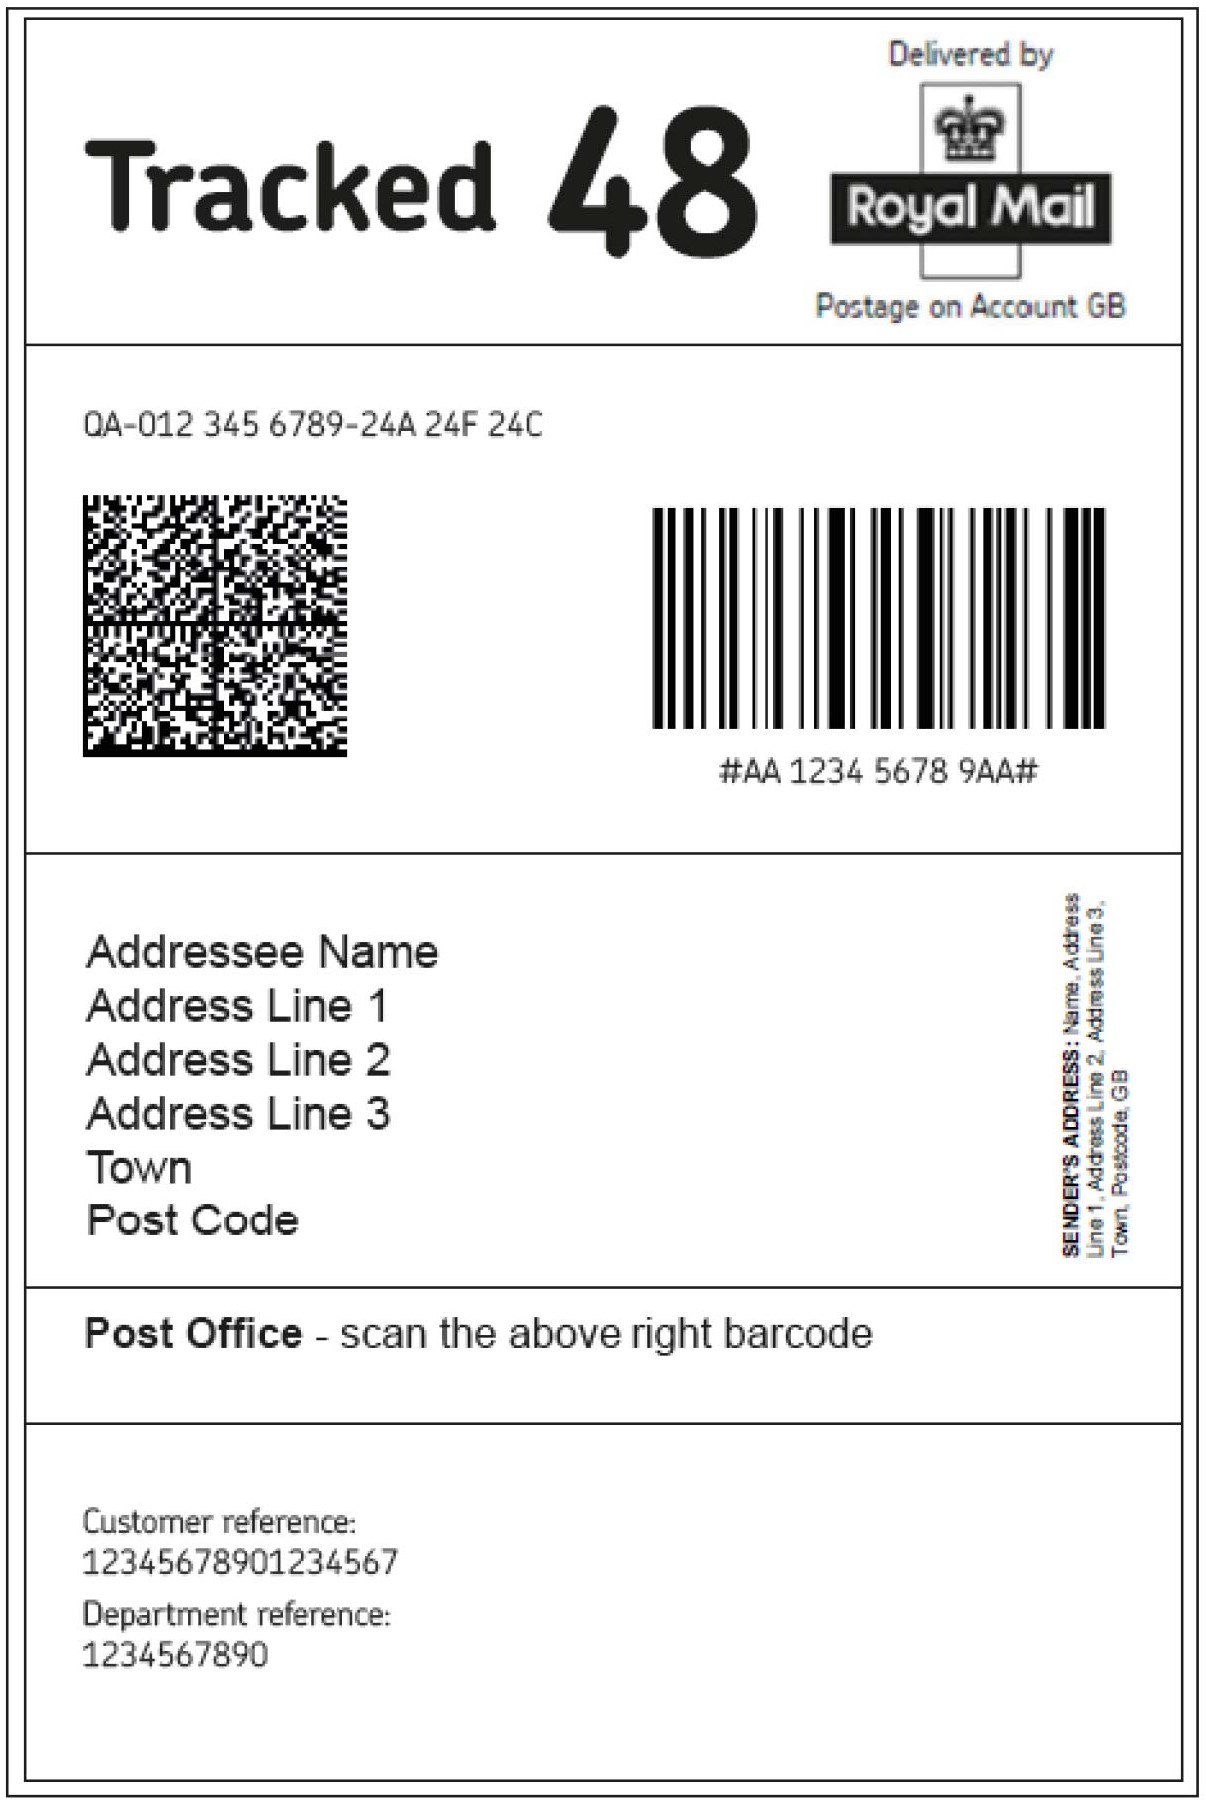 Tracked 48
Delivered by
Royal Mail
Postage on Account GB
QA-012 345 6789-24A 24F 24C
#AA 1234 5678 9AA#
Addressee Name
Address Line 1
Address Line 2
Address Line 3
Town
Post Code
SENDER'S ADDRESS: Name, Address
Line 1, Address Line 2, Address Line 3,
Town, Postcode, GB
Post Office - scan the above right barcode
Customer reference:
12345678901234567
Department reference:
1234567890